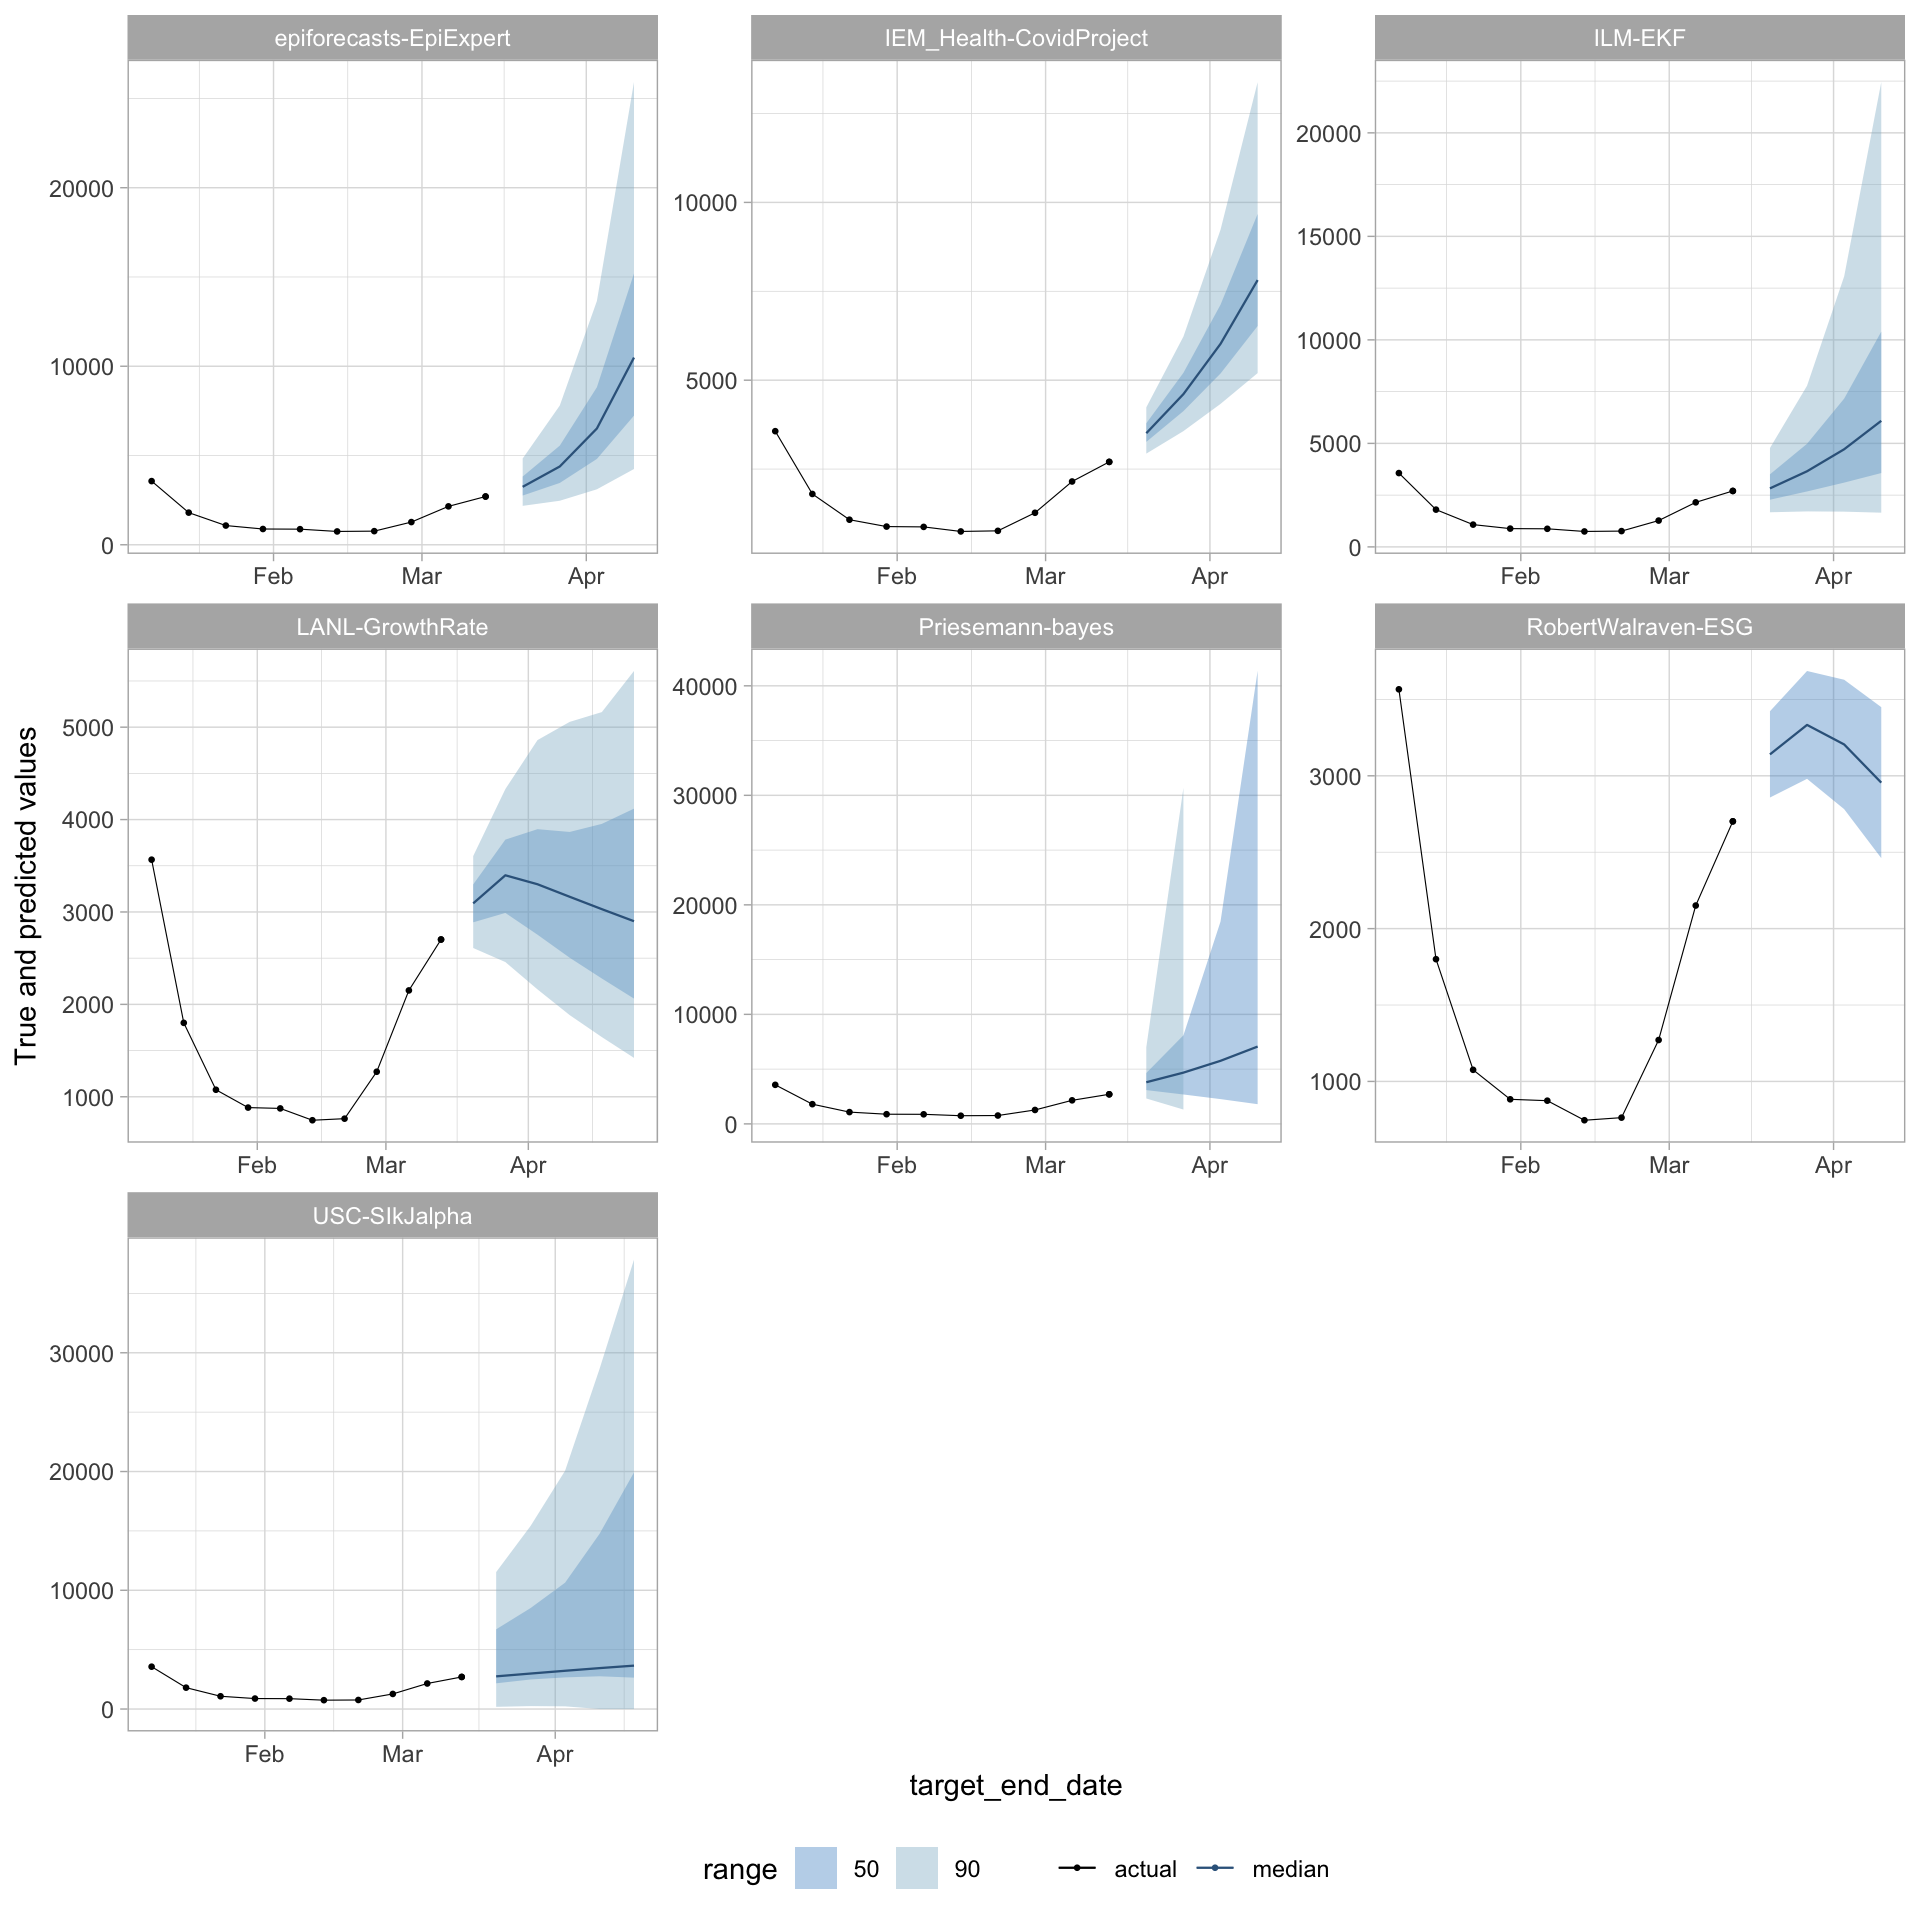 epiforecasts-EpiExpert
IEM_Health-CovidProject
ILM-EKF
20000
10000
0
Feb Mar Apr
10000
5000
Feb Mar Apr
20000
15000
10000
5000
0
Feb Mar Apr
LANL-GrowthRate
Priesemann-bayes
RobertWalraven-ESG
True and predicted values
5000
4000
3000
2000
1000
Feb Mar Apr
40000
30000
20000
10000
0
Feb Mar Apr
3000
2000
1000
Feb Mar Apr
USC-SIkJalpha
30000
20000
10000
0
Feb Mar Apr
target_end_date
range 50 90 actual median